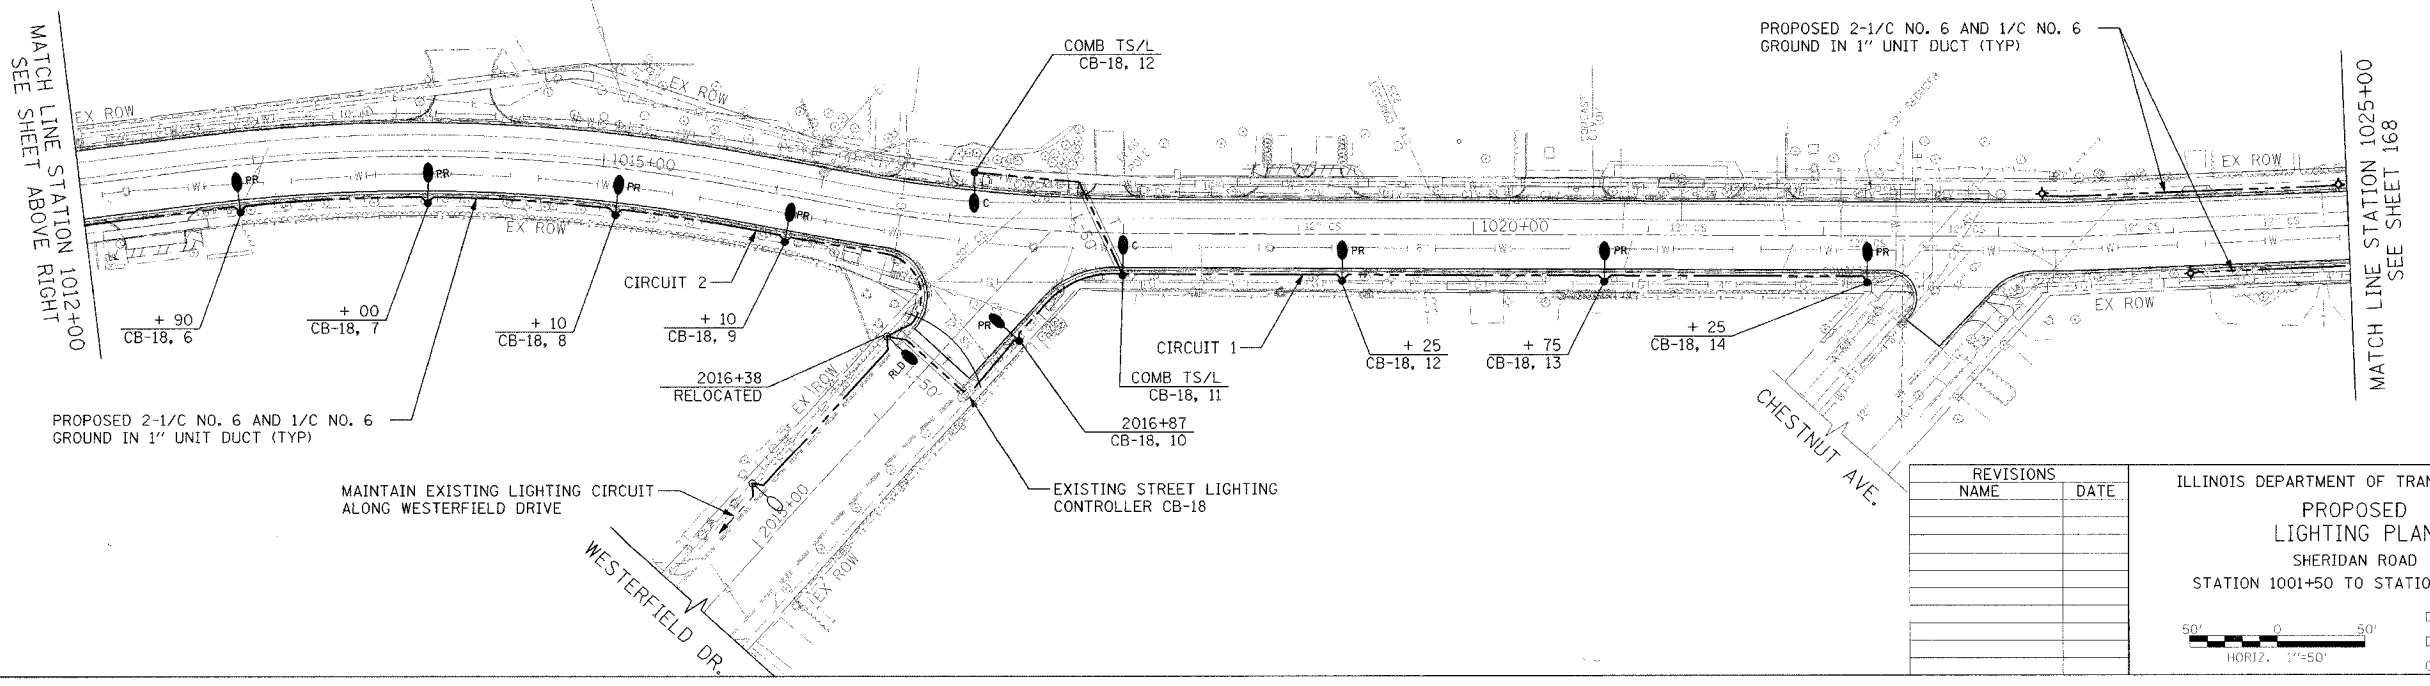 MATCH LINE STATION 1012+00
SEE SHEET ABOVE RIGHT
EX ROW
EX ROW
1015+00
PR
PR
PR
PR
EX ROW
COMB TS/L
CB-18, 12
C
C
PROPOSED 2-1/C NO. 6 AND 1/C NO. 6
GROUND IN 1" UNIT DUCT (TYP)
1020+00
12" CS
PR
PR
PR
EX ROW
EX ROW
MATCH LINE STATION 1025+00
SEE SHEET 168
+ 90
CB-18, 6
+ 00
CB-18, 7
+ 10
CB-18, 8
+ 10
CB-18, 9
CIRCUIT 2
2016+38
RELOCATED
RLD
PR
CIRCUIT 1
COMB TS/L
CB-18, 11
2016+87
CB-18, 10
+ 25
CB-18, 12
+ 75
CB-18, 13
+ 25
CB-18, 14
PROPOSED 2-1/C NO. 6 AND 1/C NO. 6
GROUND IN 1" UNIT DUCT (TYP)
MAINTAIN EXISTING LIGHTING CIRCUIT
ALONG WESTERFIELD DRIVE
EXISTING STREET LIGHTING
CONTROLLER CB-18
EX ROW
2015+00
EX ROW
WESTERFIELD DR.
CHESTNUT AVE.
REVISIONS
NAME DATE
ILLINOIS DEPARTMENT OF TRAN
PROPOSED
LIGHTING PLAN
SHERIDAN ROAD
STATION 1001+50 TO STATIO
50' 0 50'
HORIZ. 1"=50'